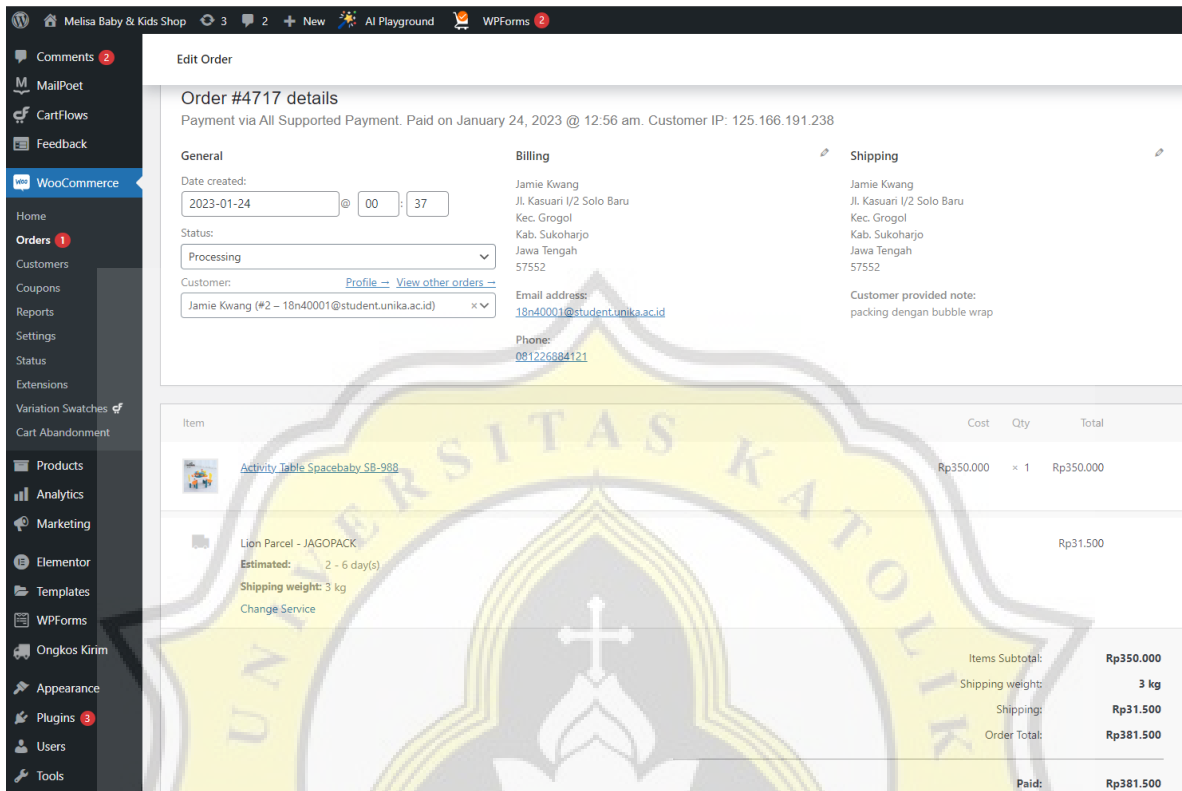 Melisa Baby & Kids Shop 3 2 New AI Playground WPForms 2
Comments 2
MailPoet
CartFlows
Feedback
WooCommerce
Home
Orders 1
Customers
Coupons
Reports
Settings
Status
Extensions
Variation Swatches
Cart Abandonment
Products
Analytics
Marketing
Elementor
Templates
WPForms
Ongkos Kirim
Appearance
Plugins 3
Users
Tools
Edit Order
Order #4717 details
Payment via All Supported Payment. Paid on January 24, 2023 @ 12:56 am. Customer IP: 125.166.191.238
General
Date created:
2023-01-24 @ 00 : 37
Status:
Processing
Customer: Profile → View other orders →
Jamie Kwang (#2 – 18n40001@student.unika.ac.id) ×
Billing
Jamie Kwang
Jl. Kasuari I/2 Solo Baru
Kec. Grogol
Kab. Sukoharjo
Jawa Tengah
57552
Email address:
18n40001@student.unika.ac.id
Phone:
081226884121
Shipping
Jamie Kwang
Jl. Kasuari I/2 Solo Baru
Kec. Grogol
Kab. Sukoharjo
Jawa Tengah
57552
Customer provided note:
packing dengan bubble wrap
Item Cost Qty Total
Activity Table Spacebaby SB-988 Rp350.000 × 1 Rp350.000
Lion Parcel - JAGOPACK Rp31.500
Estimated: 2 - 6 day(s)
Shipping weight: 3 kg
Change Service
Items Subtotal: Rp350.000
Shipping weight: 3 kg
Shipping: Rp31.500
Order Total: Rp381.500
Paid: Rp381.500
UNIVERSITAS KATOLIK